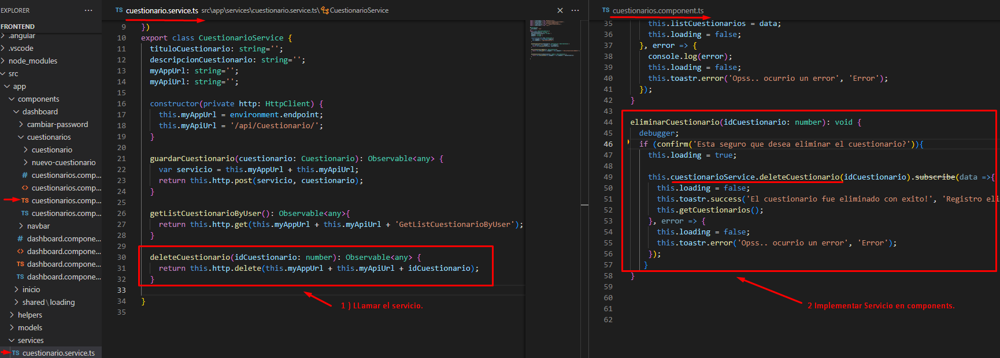 EXPLORER
FRONTEND
.angular
.vscode
node_modules
src
app
components
dashboard
cambiar-password
cuestionarios
cuestionario
nuevo-cuestionario
# cuestionarios.comp...
<> cuestionarios.comp...
TS cuestionarios.comp...
TS cuestionarios.comp...
navbar
# dashboard.compone...
<> dashboard.compone...
TS dashboard.compone...
TS dashboard.compone...
inicio
shared\loading
helpers
models
services
TS cuestionario.service.ts
TS cuestionario.service.ts src\app\services\cuestionario.service.ts\CuestionarioService
9 })
10 export class CuestionarioService {
11 tituloCuestionario: string='';
12 descripcionCuestionario: string='';
13 myAppUrl: string='';
14 myApiUrl: string='';
15
16 constructor(private http: HttpClient) {
17 this.myAppUrl = environment.endpoint;
18 this.myApiUrl = '/api/Cuestionario/';
19 }
20
21 guardarCuestionario(cuestionario: Cuestionario): Observable<any> {
22 var servicio = this.myAppUrl + this.myApiUrl;
23 return this.http.post(servicio, cuestionario);
24 }
25
26 getListCuestionarioByUser(): Observable<any>{
27 return this.http.get(this.myAppUrl + this.myApiUrl + 'GetListCuestionarioByUser');
28 }
29
30 deleteCuestionario(idCuestionario: number): Observable<any> {
31 return this.http.delete(this.myAppUrl + this.myApiUrl + idCuestionario);
32 }
33
34 }
35
1 ) LLamar el servicio.
TS cuestionarios.component.ts
35 this.listCuestionarios = data;
36 this.loading = false;
37 }, error => {
38 console.log(error);
39 this.loading = false;
40 this.toastr.error('Opss.. ocurrio un error', 'Error');
41 });
42 }
43
44 eliminarCuestionario(idCuestionario: number): void {
45 debugger;
46 if (confirm('Esta seguro que desea eliminar el cuestionario?')){
47 this.loading = true;
48
49 this.cuestionarioService.deleteCuestionario(idCuestionario).subscribe(data =>{
50 this.loading = false;
51 this.toastr.success('El cuestionario fue eliminado con exito!', 'Registro eli
52 this.getCuestionarios();
53 }, error => {
54 this.loading = false;
55 this.toastr.error('Opss.. ocurrio un error', 'Error');
56 });
57 }
58 }
59
60
61
62
2 Implementar Servicio en components.